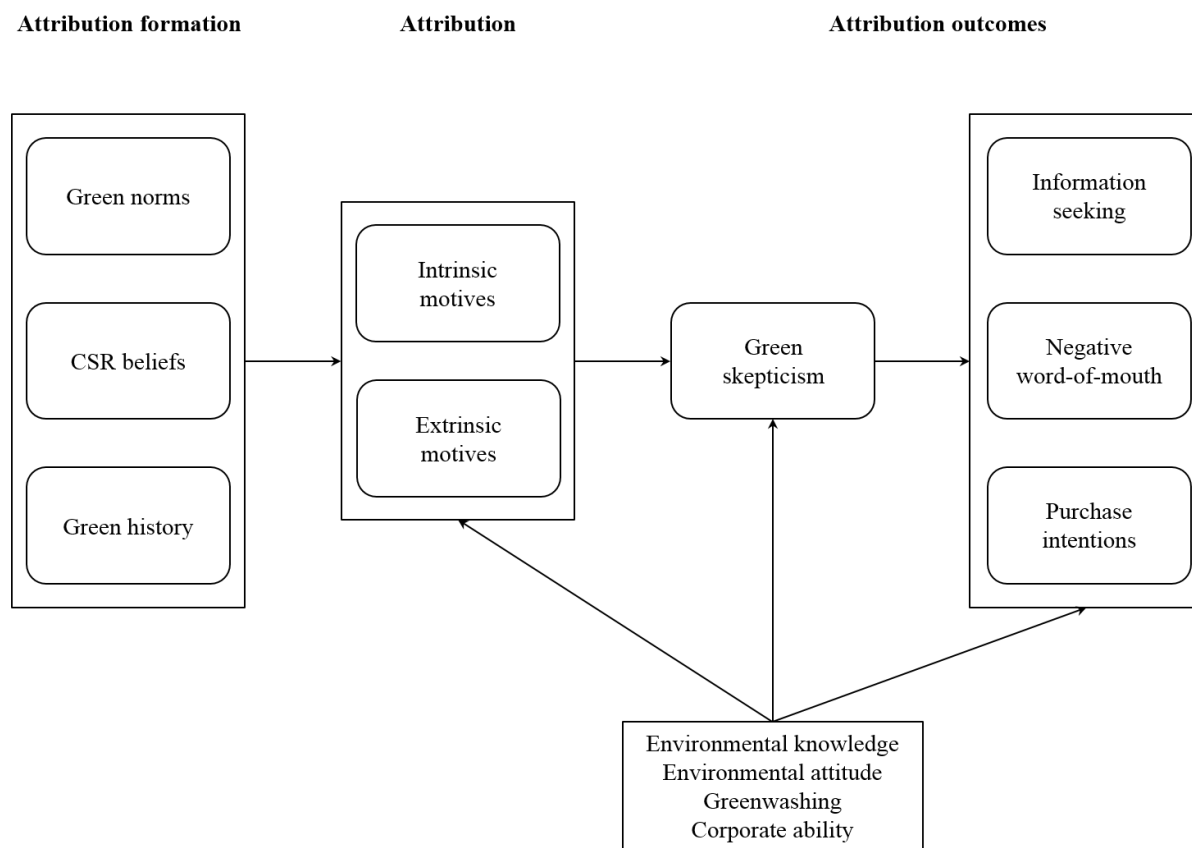 Attribution formation
Attribution
Attribution outcomes
Green norms
CSR beliefs
Green history
Intrinsic
motives
Extrinsic
motives
Green
skepticism
Information
seeking
Negative
word-of-mouth
Purchase
intentions
Environmental knowledge
Environmental attitude
Greenwashing
Corporate ability